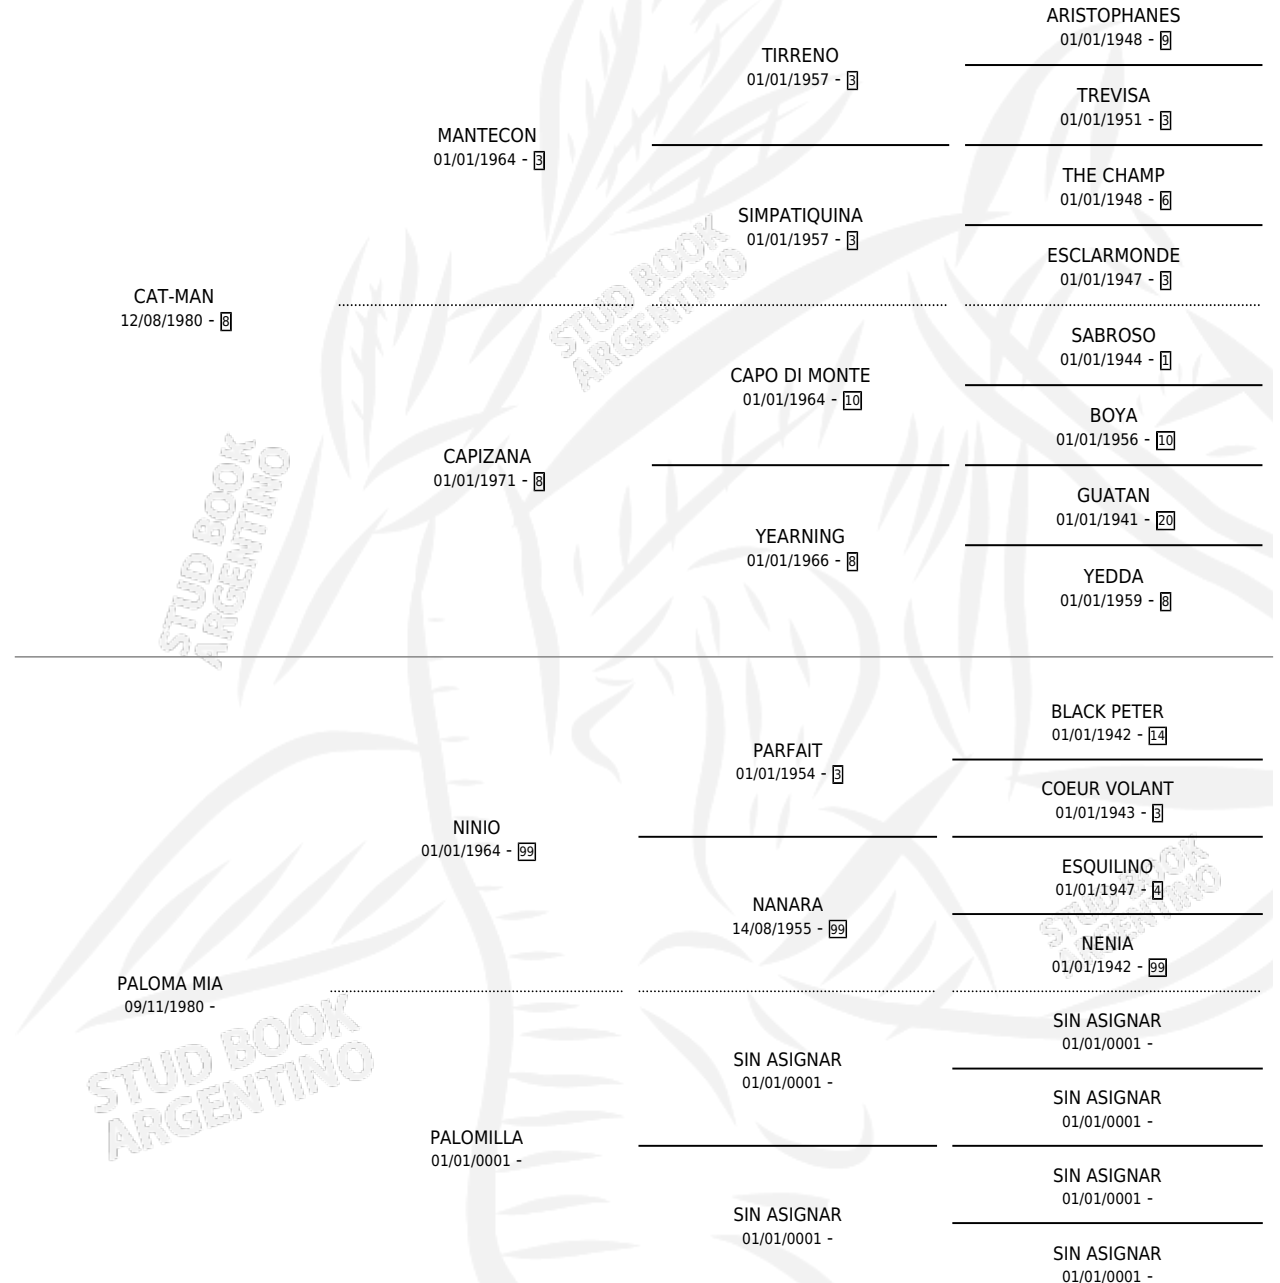 ARISTOPHANES
01/01/1948 - 9
TIRRENO
01/01/1957 - 3
TREVISA
01/01/1951 - 3
MANTECON
01/01/1964 - 3
THE CHAMP
01/01/1948 - 6
SIMPATIQUINA
01/01/1957 - 3
ESCLARMONDE
01/01/1947 - 3
CAT-MAN
12/08/1980 - 8
SABROSO
01/01/1944 - 1
CAPO DI MONTE
01/01/1964 - 10
BOYA
01/01/1956 - 10
CAPIZANA
01/01/1971 - 8
GUATAN
01/01/1941 - 20
YEARNING
01/01/1966 - 8
YEDDA
01/01/1959 - 8
STUD BOOK
ARGENTINO
STUD BOOK
ARGENTINO
BLACK PETER
01/01/1942 - 14
PARFAIT
01/01/1954 - 3
COEUR VOLANT
01/01/1943 - 3
NINIO
01/01/1964 - 99
ESQUILINO
01/01/1947 - 4
NANARA
14/08/1955 - 99
NENIA
01/01/1942 - 99
STUD BOOK
ARGENTINO
PALOMA MIA
09/11/1980 -
SIN ASIGNAR
01/01/0001 -
SIN ASIGNAR
01/01/0001 -
SIN ASIGNAR
01/01/0001 -
PALOMILLA
01/01/0001 -
SIN ASIGNAR
01/01/0001 -
SIN ASIGNAR
01/01/0001 -
SIN ASIGNAR
01/01/0001 -
STUD BOOK
ARGENTINO